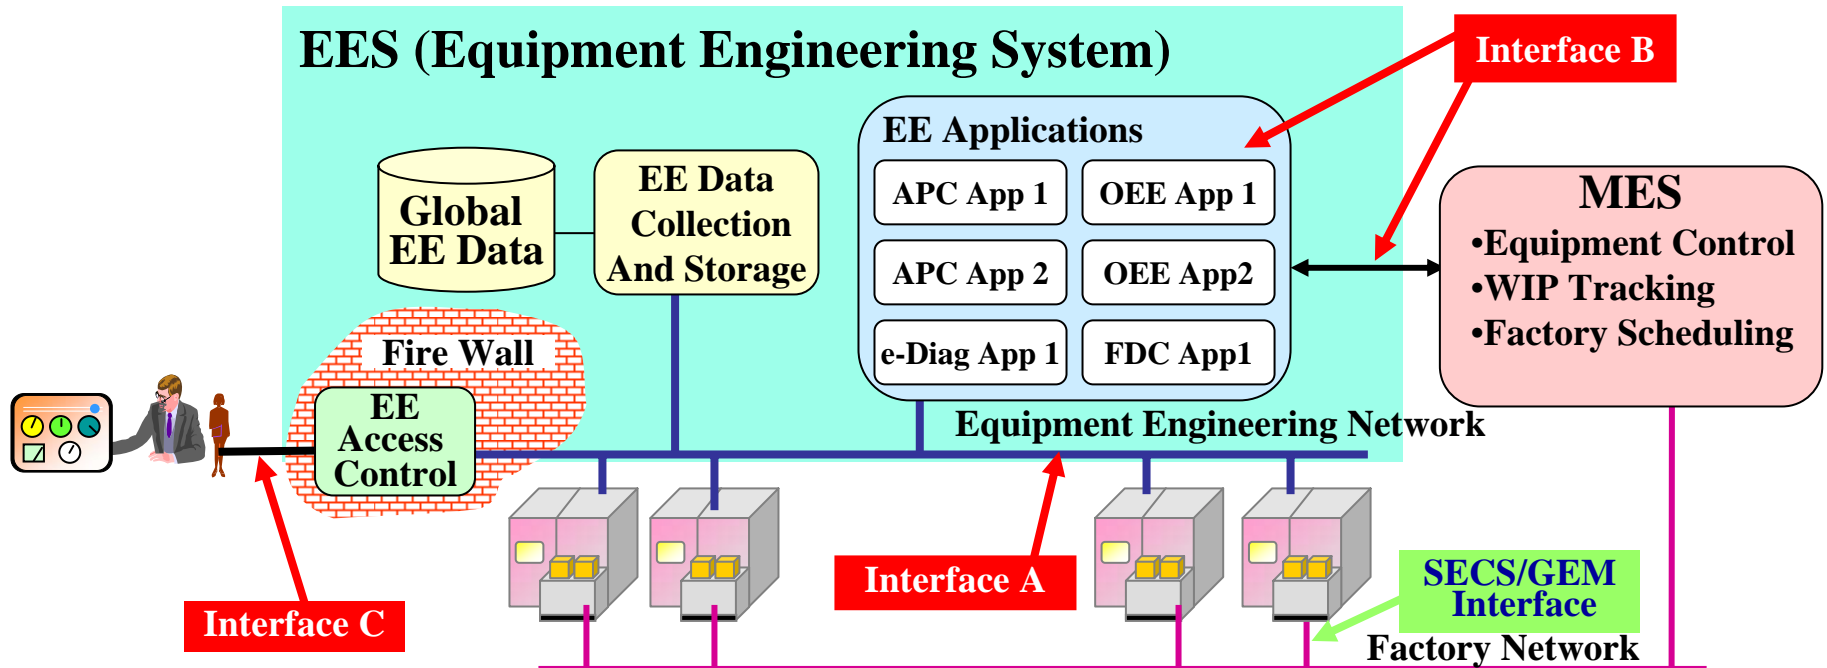 EES (Equipment Engineering System)
Interface B
EE Applications
APC App 1
OEE App 1
APC App 2
OEE App2
e-Diag App 1
FDC App1
Global
EE Data
EE Data
Collection
And Storage
MES
•Equipment Control
•WIP Tracking
•Factory Scheduling
Fire Wall
EE
Access
Control
Equipment Engineering Network
Interface A
Interface C
SECS/GEM
Interface
Factory Network